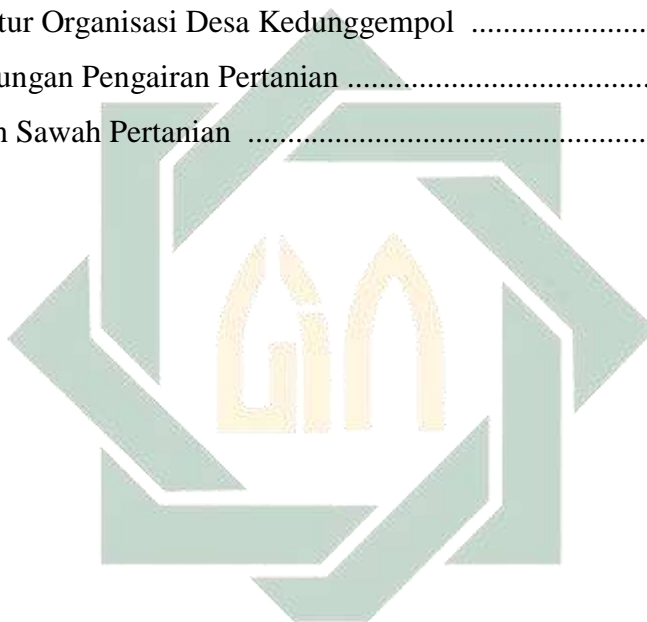 tur Organisasi Desa Kedunggempol .....................
ungan Pengairan Pertanian ....................................
n Sawah Pertanian ................................................